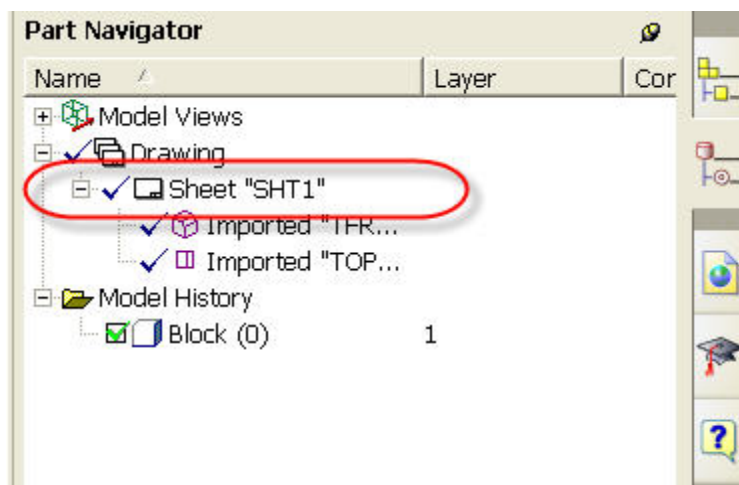 Part Navigator
Name Layer Cor
Model Views
Drawing
Sheet "SHT1"
Imported "TFR...
Imported "TOP...
Model History
Block (0) 1